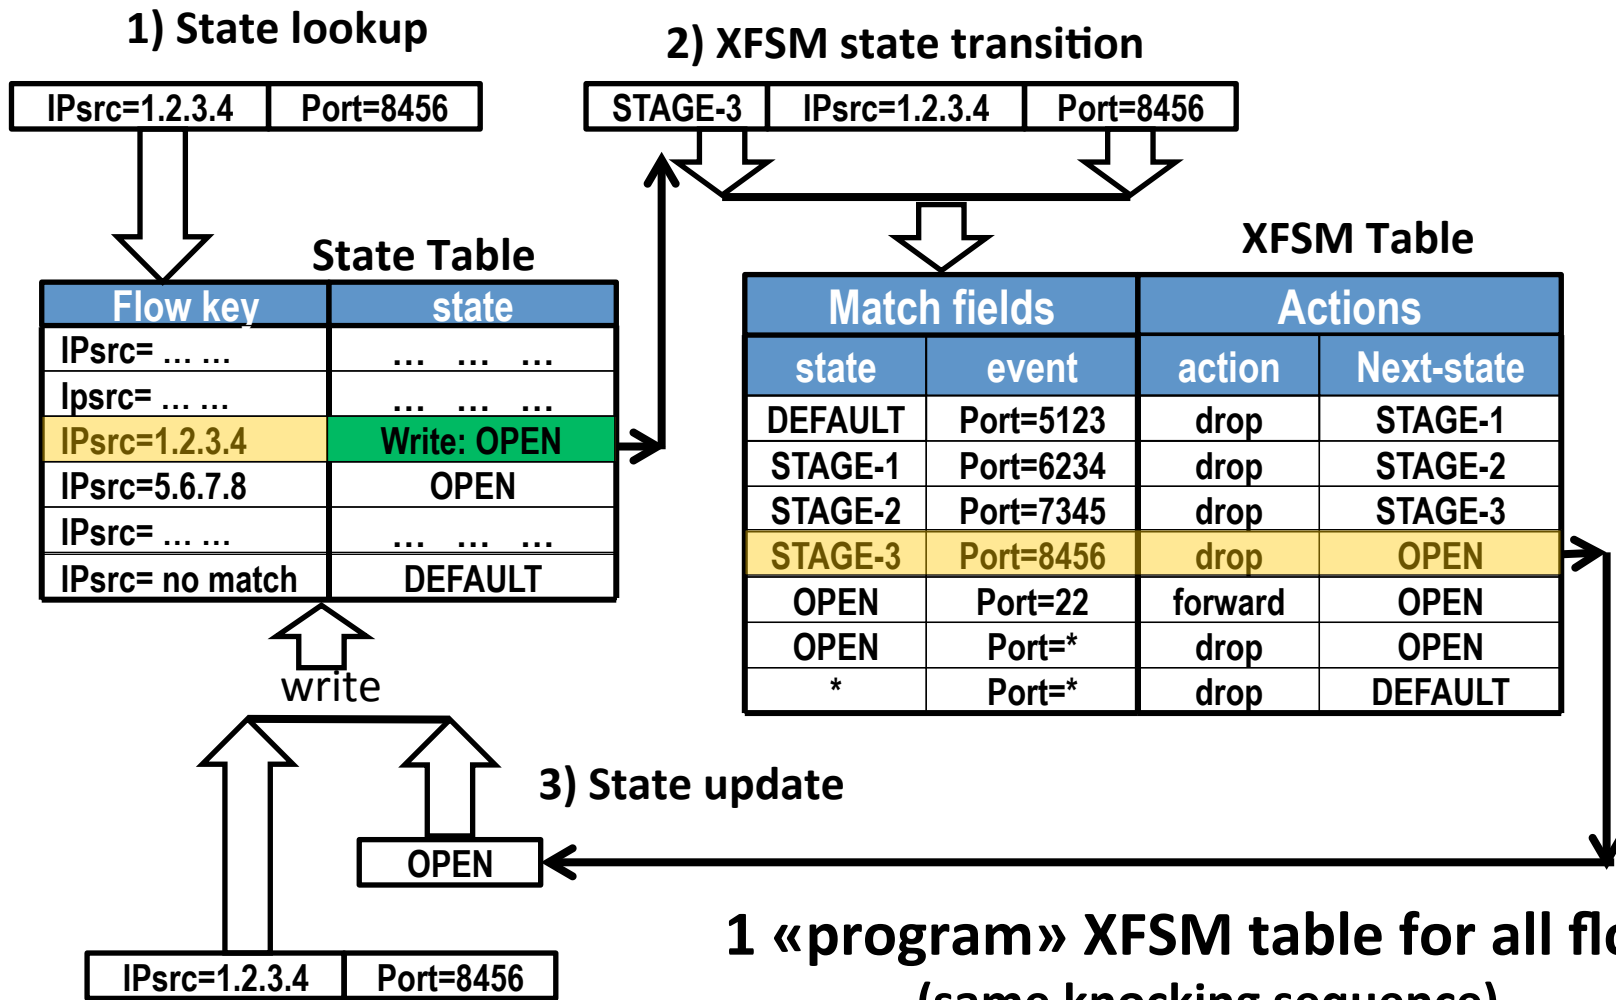 1) State lookup
IPsrc=1.2.3.4 Port=8456
2) XFSM state transition
STAGE-3 IPsrc=1.2.3.4 Port=8456
State Table
Flow key state
IPsrc= ... ... ... ... ...
Ipsrc= ... ... ... ... ...
IPsrc=1.2.3.4 Write: OPEN
IPsrc=5.6.7.8 OPEN
IPsrc= ... ... ... ... ...
IPsrc= no match DEFAULT
write
XFSM Table
Match fields Actions
state event action Next-state
DEFAULT Port=5123 drop STAGE-1
STAGE-1 Port=6234 drop STAGE-2
STAGE-2 Port=7345 drop STAGE-3
STAGE-3 Port=8456 drop OPEN
OPEN Port=22 forward OPEN
OPEN Port=* drop OPEN
* Port=* drop DEFAULT
3) State update
OPEN
IPsrc=1.2.3.4 Port=8456
1 «program» XFSM table for all
(same knocking sequence)